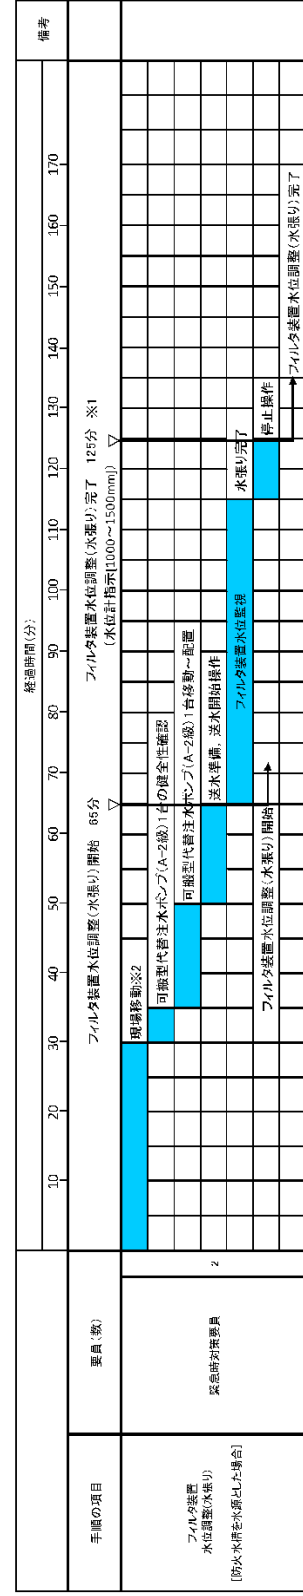 経過時間(分)
備考
10 20 30 40 50 60 70 80 90 100 110 120 130 140 150 160 170
手順の項目
要員(数)
フィルタ装置水位調整(水張り)開始 65分
フィルタ装置水位調整(水張り)完了 125分 ※1
(水位計指示[1000~1500mm])
▽
▽
フィルタ装置
水位調整(水張り)
[防火水槽を水源とした場合]
緊急時対策要員
2
現場移動※2
可搬型代替注水ポンプ(A-2級)1台の健全性確認
可搬型代替注水ポンプ(A-2級)1台移動~配置
送水準備, 送水開始操作
フィルタ装置水位監視
水張り完了
停止操作
フィルタ装置水位調整(水張り)開始
フィルタ装置水位調整(水張り)完了